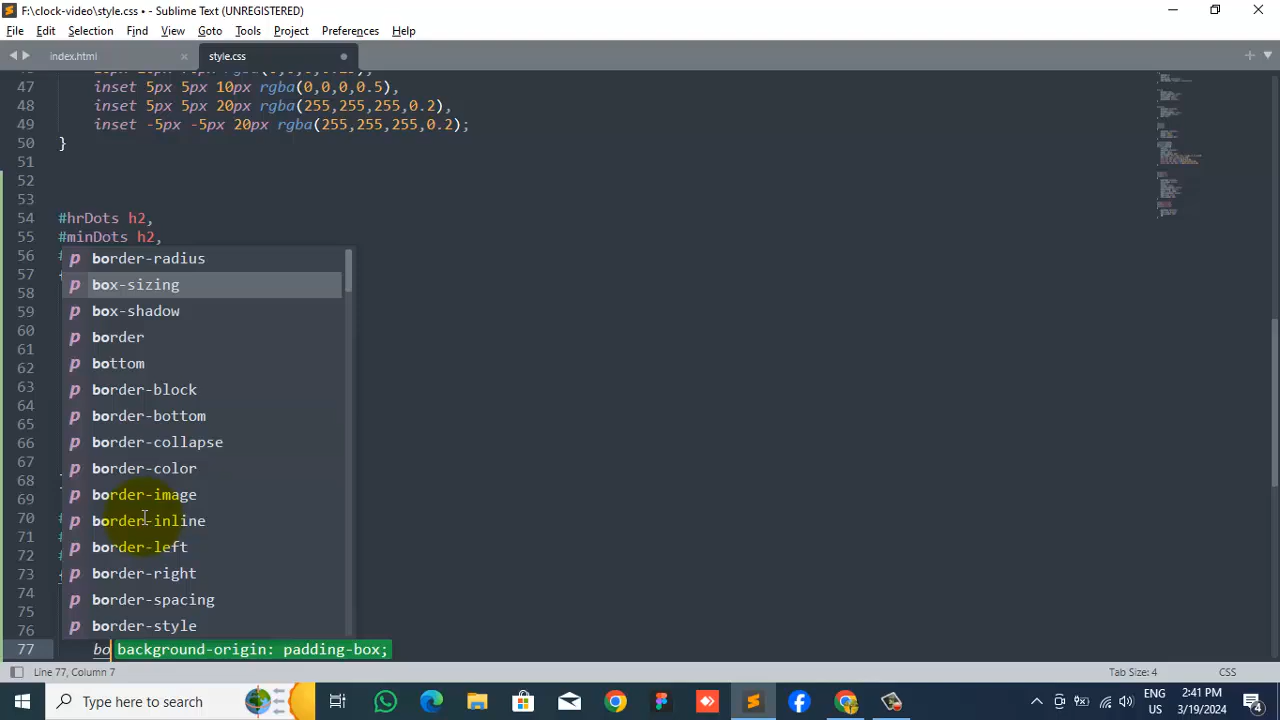 F:\clock-video\style.css • - Sublime Text (UNREGISTERED)
File Edit Selection Find View Goto Tools Project Preferences Help
index.html × style.css
47 inset 5px 5px 10px rgba(0,0,0,0.5),
48 inset 5px 5px 20px rgba(255,255,255,0.2),
49 inset -5px -5px 20px rgba(255,255,255,0.2);
50 }
51
52
53
54 #hrDots h2,
55 #minDots h2,
56 #
57 {
58
59
60
61
62
63
64
65
66
67
68
69
70 #
71 #
72 #
73 {
74
75
76
p border-radius
p box-sizing
p box-shadow
p border
p bottom
p border-block
p border-bottom
p border-collapse
p border-color
p border-image
p border-inline
p border-left
p border-right
p border-spacing
p border-style
77 bo background-origin: padding-box;
Line 77, Column 7 Tab Size: 4 CSS
Type here to search
ENG
US
2:41 PM
3/19/2024
4